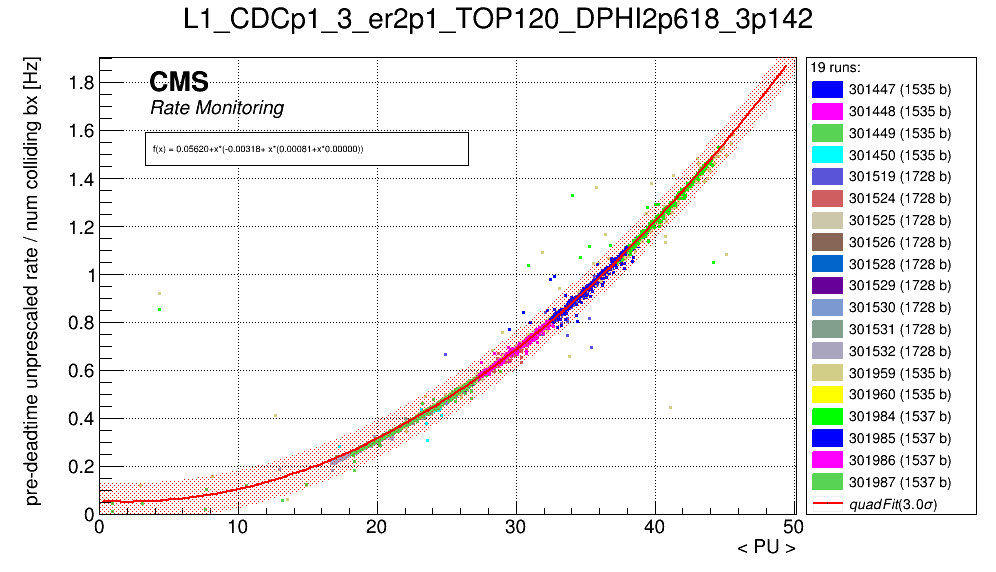 L1_CDCp1_3_er2p1_TOP120_DPHI2p618_3p142
pre-deadtime unprescaled rate / num colliding bx [Hz]
CMS
Rate Monitoring
f(x) = 0.05620+x*(-0.00318+ x*(0.00081+x*0.00000))
1.8
1.6
1.4
1.2
1
0.8
0.6
0.4
0.2
0
0 10 20 30 40 50
< PU >
19 runs:
301447 (1535 b)
301448 (1535 b)
301449 (1535 b)
301450 (1535 b)
301519 (1728 b)
301524 (1728 b)
301525 (1728 b)
301526 (1728 b)
301528 (1728 b)
301529 (1728 b)
301530 (1728 b)
301531 (1728 b)
301532 (1728 b)
301959 (1535 b)
301960 (1535 b)
301984 (1537 b)
301985 (1537 b)
301986 (1537 b)
301987 (1537 b)
quadFit(3.0σ)